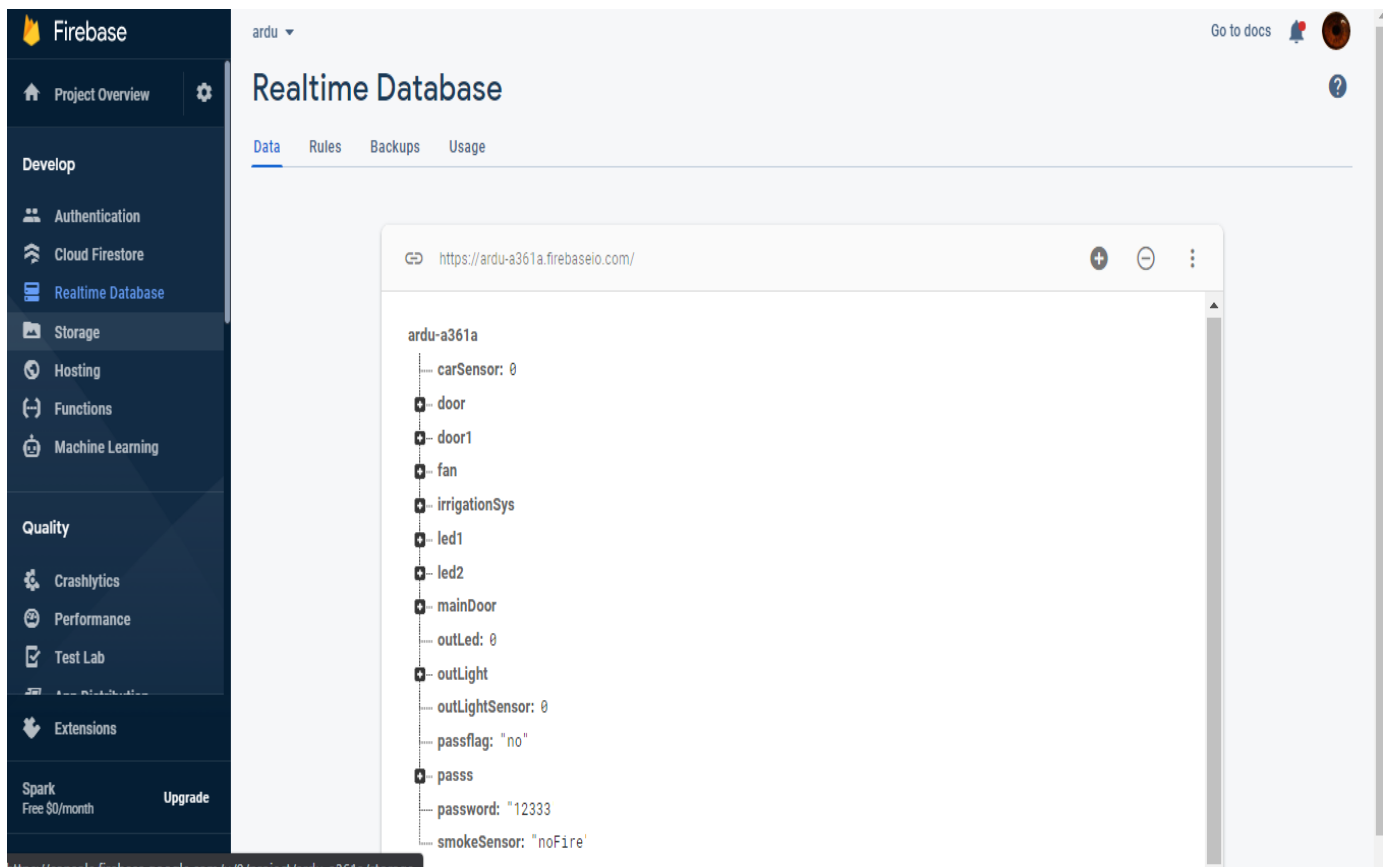 Firebase
ardu
Go to docs
Project Overview
Realtime Database
Data Rules Backups Usage
Develop
Authentication
Cloud Firestore
Realtime Database
Storage
Hosting
Functions
Machine Learning
Quality
Crashlytics
Performance
Test Lab
App Distribution
Extensions
Spark
Free $0/month
Upgrade
https://ardu-a361a.firebaseio.com/
ardu-a361a
carSensor: 0
door
door1
fan
irrigationSys
led1
led2
mainDoor
outLed: 0
outLight
outLightSensor: 0
passflag: "no"
passs
password: "12333
smokeSensor: "noFire'